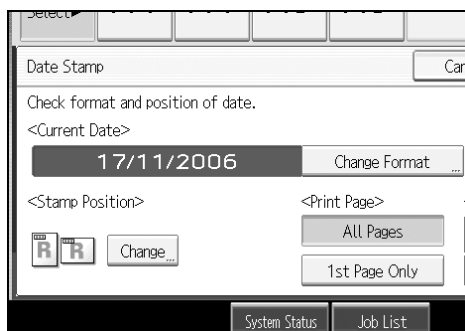 Select▶
Date Stamp
Check format and position of date.
<Current Date>
17/11/2006
Change Format
<Stamp Position>
<Print Page>
R R
Change
All Pages
1st Page Only
System Status
Job List